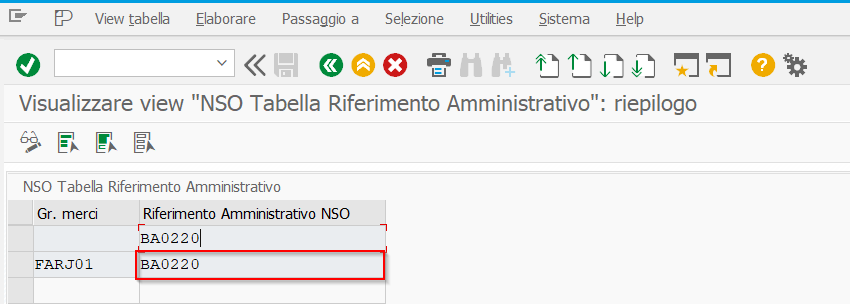 View tabella Elaborare Passaggio a Selezione Utilities Sistema Help
Visualizzare view "NSO Tabella Riferimento Amministrativo": riepilogo
NSO Tabella Riferimento Amministrativo
Gr. merci Riferimento Amministrativo NSO
BA0220
FARJ01 BA0220